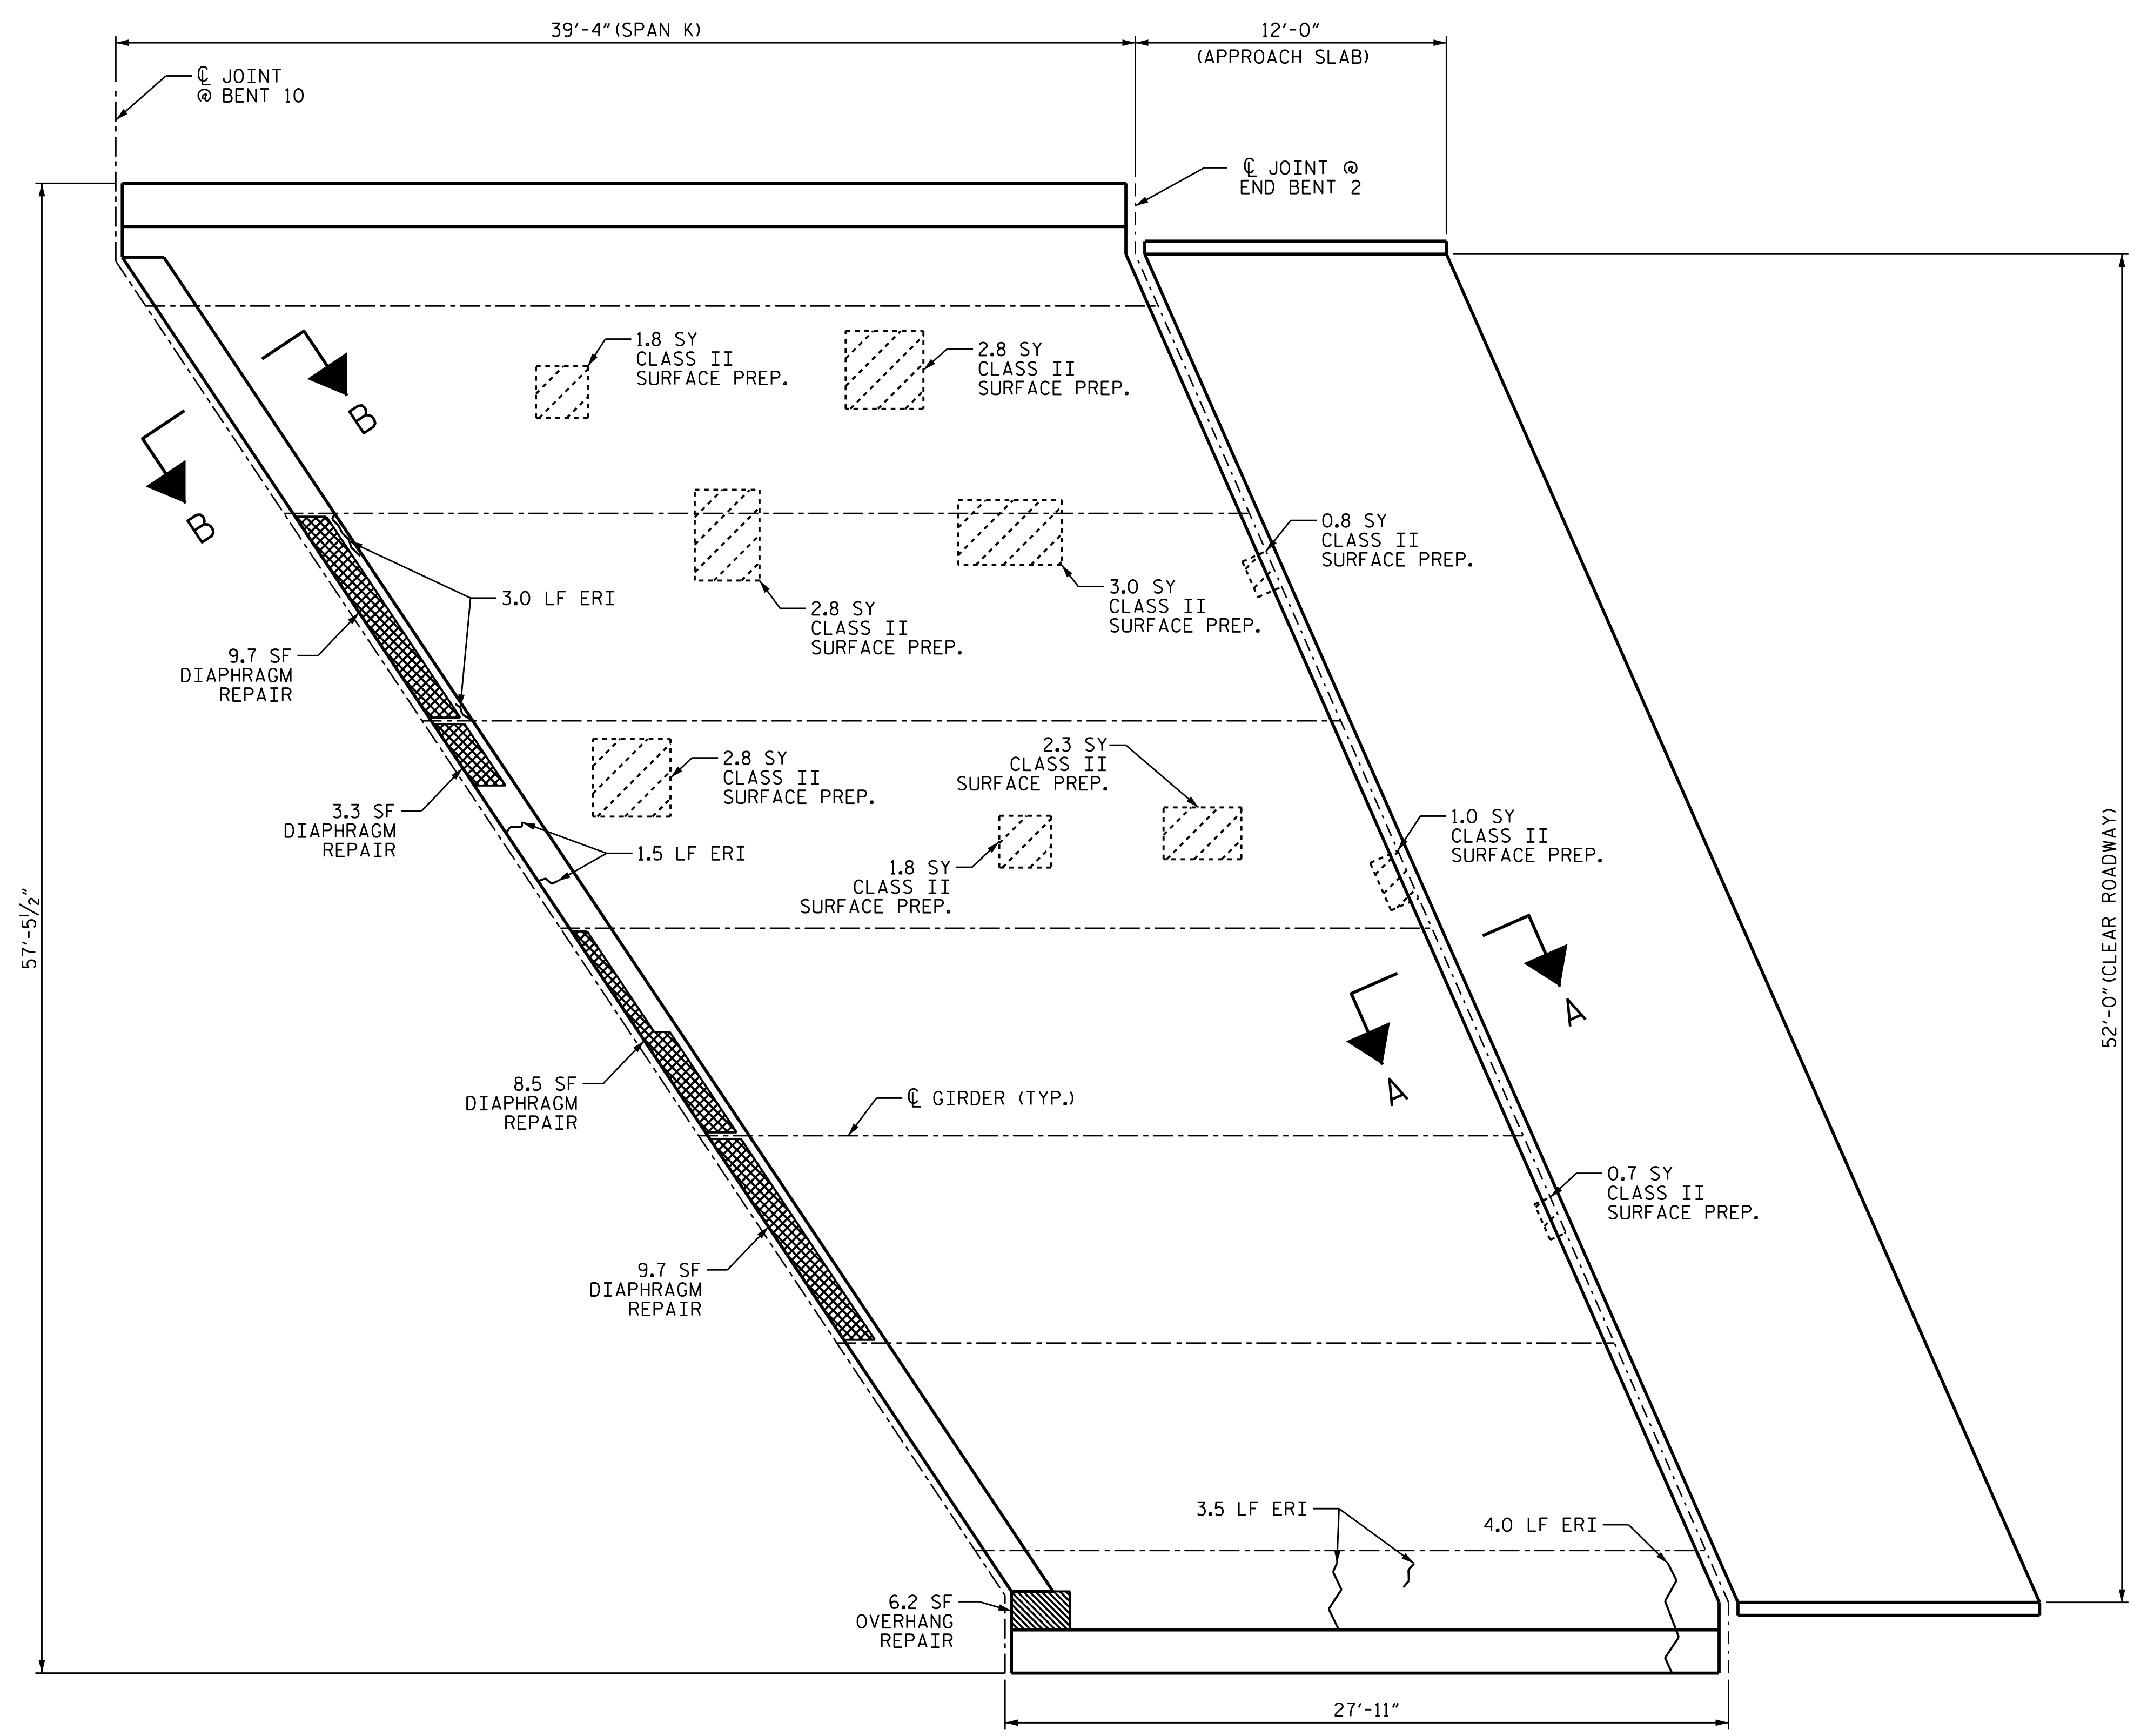 39'-4" (SPAN K)
12'-0"
(APPROACH SLAB)
℄ JOINT
@ BENT 10
℄ JOINT @
END BENT 2
1.8 SY
CLASS II
SURFACE PREP.
2.8 SY
CLASS II
SURFACE PREP.
B
B
0.8 SY
CLASS II
SURFACE PREP.
3.0 LF ERI
2.8 SY
CLASS II
SURFACE PREP.
3.0 SY
CLASS II
SURFACE PREP.
9.7 SF
DIAPHRAGM
REPAIR
2.8 SY
CLASS II
SURFACE PREP.
2.3 SY
CLASS II
SURFACE PREP.
3.3 SF
DIAPHRAGM
REPAIR
1.5 LF ERI
1.8 SY
CLASS II
SURFACE PREP.
1.0 SY
CLASS II
SURFACE PREP.
57'-5½"
52'-0" (CLEAR ROADWAY)
A
A
8.5 SF
DIAPHRAGM
REPAIR
℄ GIRDER (TYP.)
0.7 SY
CLASS II
SURFACE PREP.
9.7 SF
DIAPHRAGM
REPAIR
3.5 LF ERI
4.0 LF ERI
6.2 SF
OVERHANG
REPAIR
27'-11"